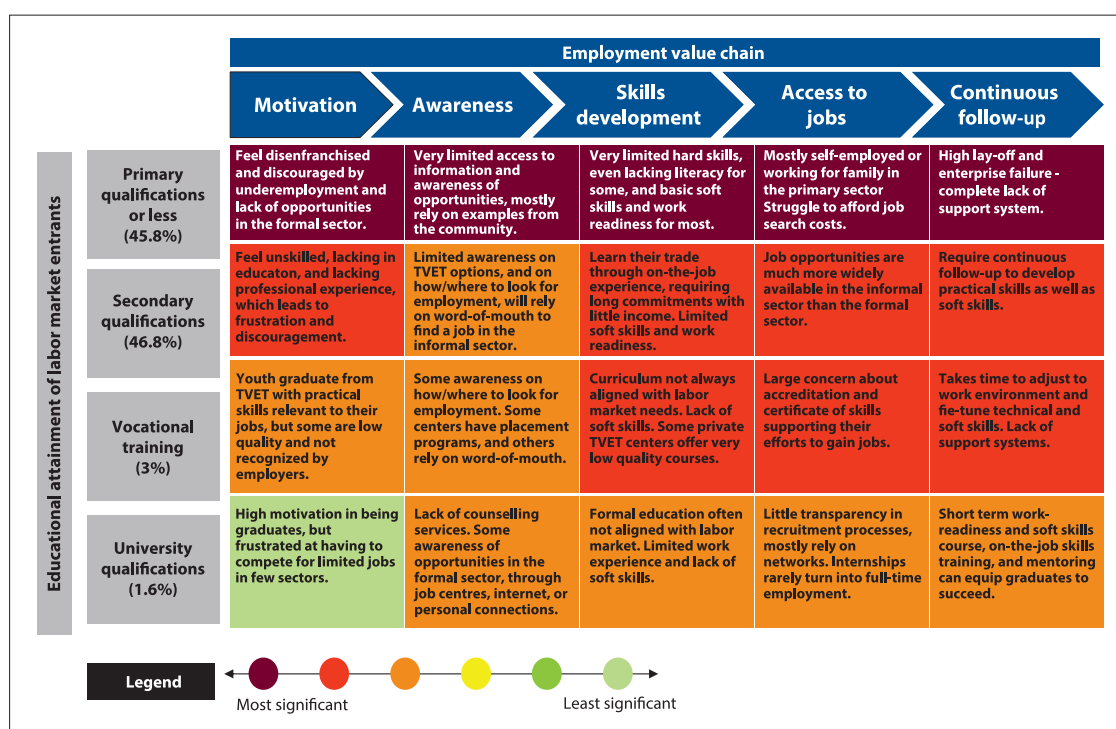 Employment value chain
Motivation
Awareness
Skills
development
Access to
jobs
Continuous
follow-up
Educational attainment of labor market entrants
Primary
qualifications
or less
(45.8%)
Feel disenfranchised
and discouraged by
underemployment and
lack of opportunities
in the formal sector.
Very limited access to
information and
awareness of
opportunities, mostly
rely on examples from
the community.
Very limited hard skills,
even lacking literacy for
some, and basic soft
skills and work
readiness for most.
Mostly self-employed or
working for family in
the primary sector
Struggle to afford job
search costs.
High lay-off and
enterprise failure -
complete lack of
support system.
Secondary
qualifications
(46.8%)
Feel unskilled, lacking in
educaton, and lacking
professional experience,
which leads to
frustration and
discouragement.
Limited awareness on
TVET options, and on
how/where to look for
employment, will rely
on word-of-mouth to
find a job in the
informal sector.
Learn their trade
through on-the-job
experience, requiring
long commitments with
little income. Limited
soft skills and work
readiness.
Job opportunities are
much more widely
available in the informal
sector than the formal
sector.
Require continuous
follow-up to develop
practical skills as well as
soft skills.
Vocational
training
(3%)
Youth graduate from
TVET with practical
skills relevant to their
jobs, but some are low
quality and not
recognized by
employers.
Some awareness on
how/where to look for
employment. Some
centers have placement
programs, and others
rely on word-of-mouth.
Curriculum not always
aligned with labor
market needs. Lack of
soft skills. Some private
TVET centers offer very
low quality courses.
Large concern about
accreditation and
certificate of skills
supporting their
efforts to gain jobs.
Takes time to adjust to
work environment and
fie-tune technical and
soft skills. Lack of
support systems.
University
qualifications
(1.6%)
High motivation in being
graduates, but
frustrated at having to
compete for limited jobs
in few sectors.
Lack of counselling
services. Some
awareness of
opportunities in the
formal sector, through
job centres, internet, or
personal connections.
Formal education often
not aligned with labor
market. Limited work
experience and lack of
soft skills.
Little transparency in
recruitment processes,
mostly rely on
networks. Internships
rarely turn into full-time
employment.
Short term work-
readiness and soft skills
course, on-the-job skills
training, and mentoring
can equip graduates to
succeed.
Legend
Most significant
Least significant